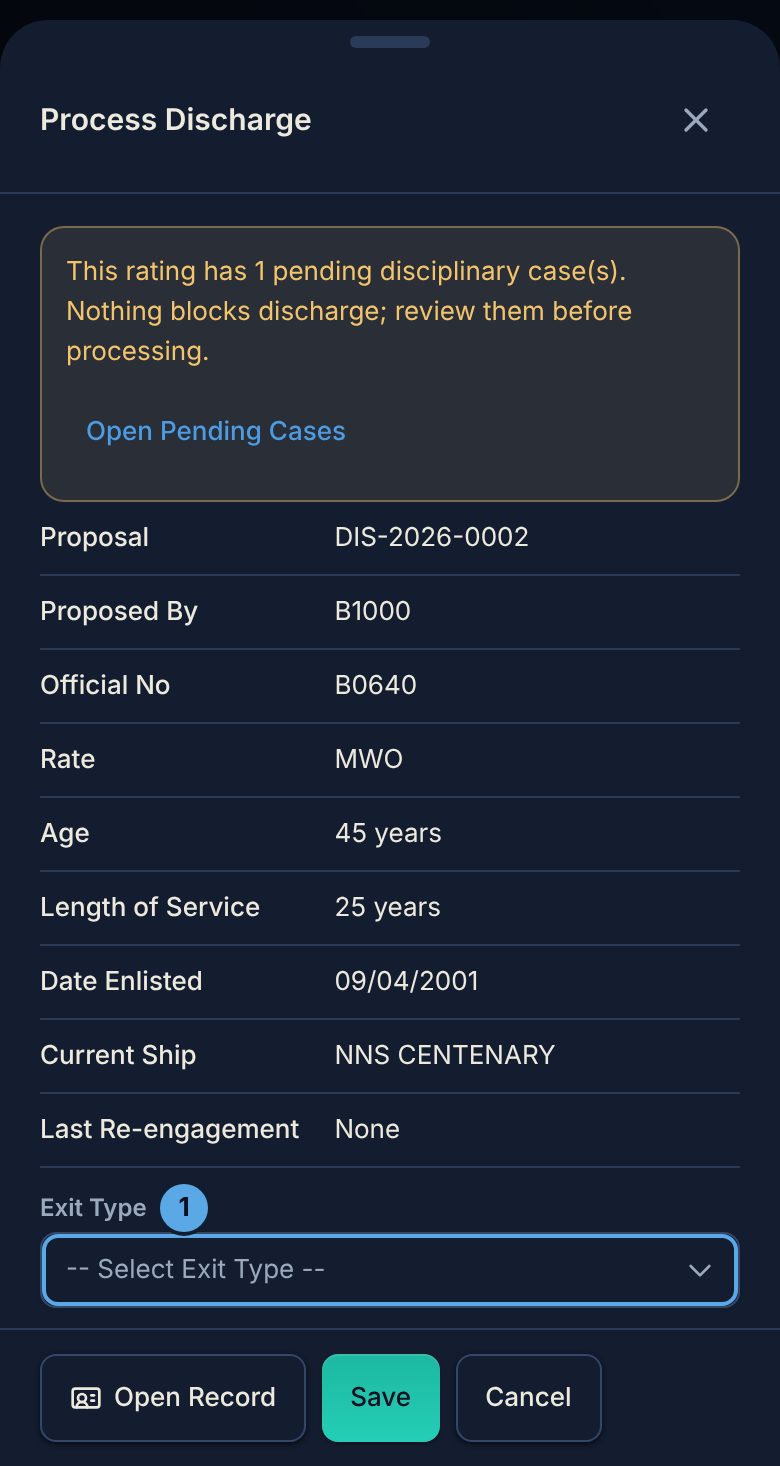 Process Discharge
This rating has 1 pending disciplinary case(s).
Nothing blocks discharge; review them before
processing.
Open Pending Cases
Proposal DIS-2026-0002
Proposed By B1000
Official No B0640
Rate MWO
Age 45 years
Length of Service 25 years
Date Enlisted 09/04/2001
Current Ship NNS CENTENARY
Last Re-engagement None
Exit Type 1
-- Select Exit Type --
Open Record Save Cancel